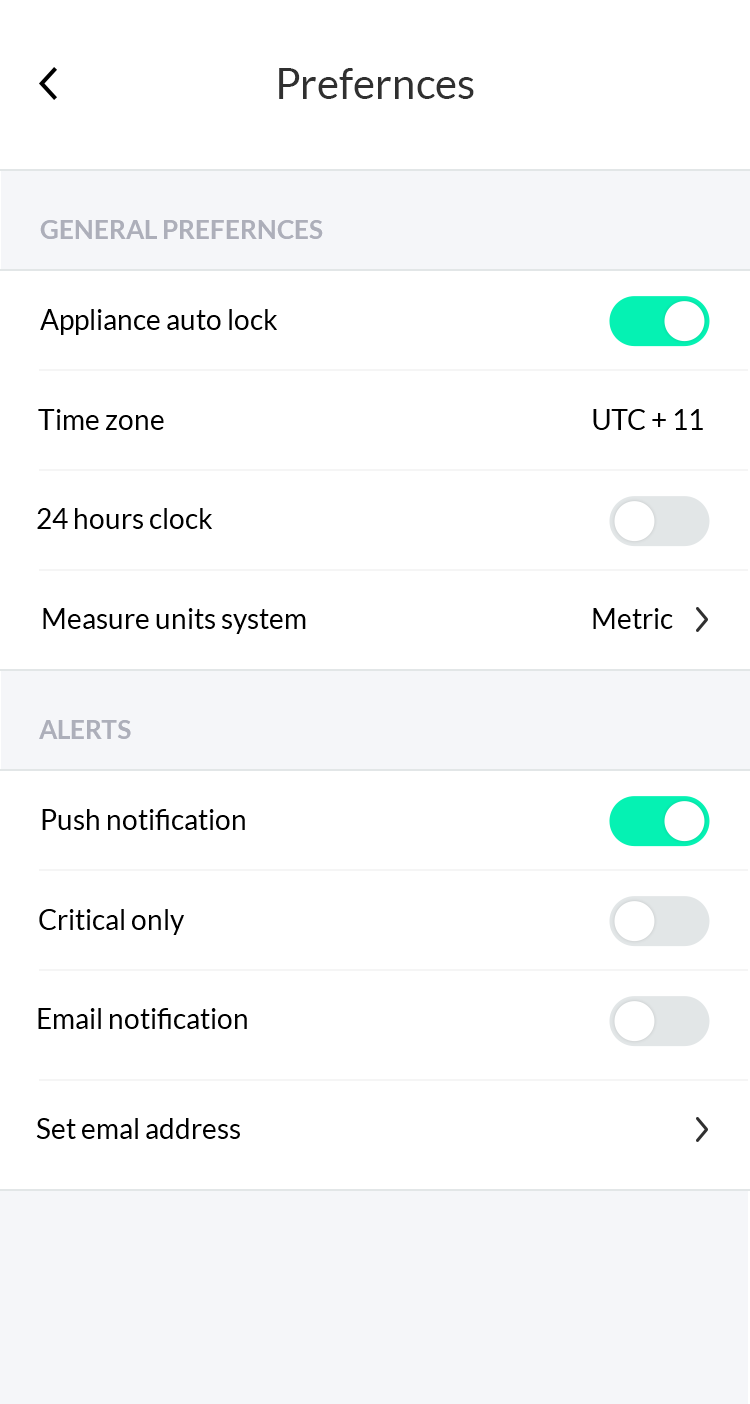 Prefernces
GENERAL PREFERNCES
Appliance auto lock
Time zone UTC + 11
24 hours clock
Measure units system Metric
ALERTS
Push notification
Critical only
Email notification
Set emal address